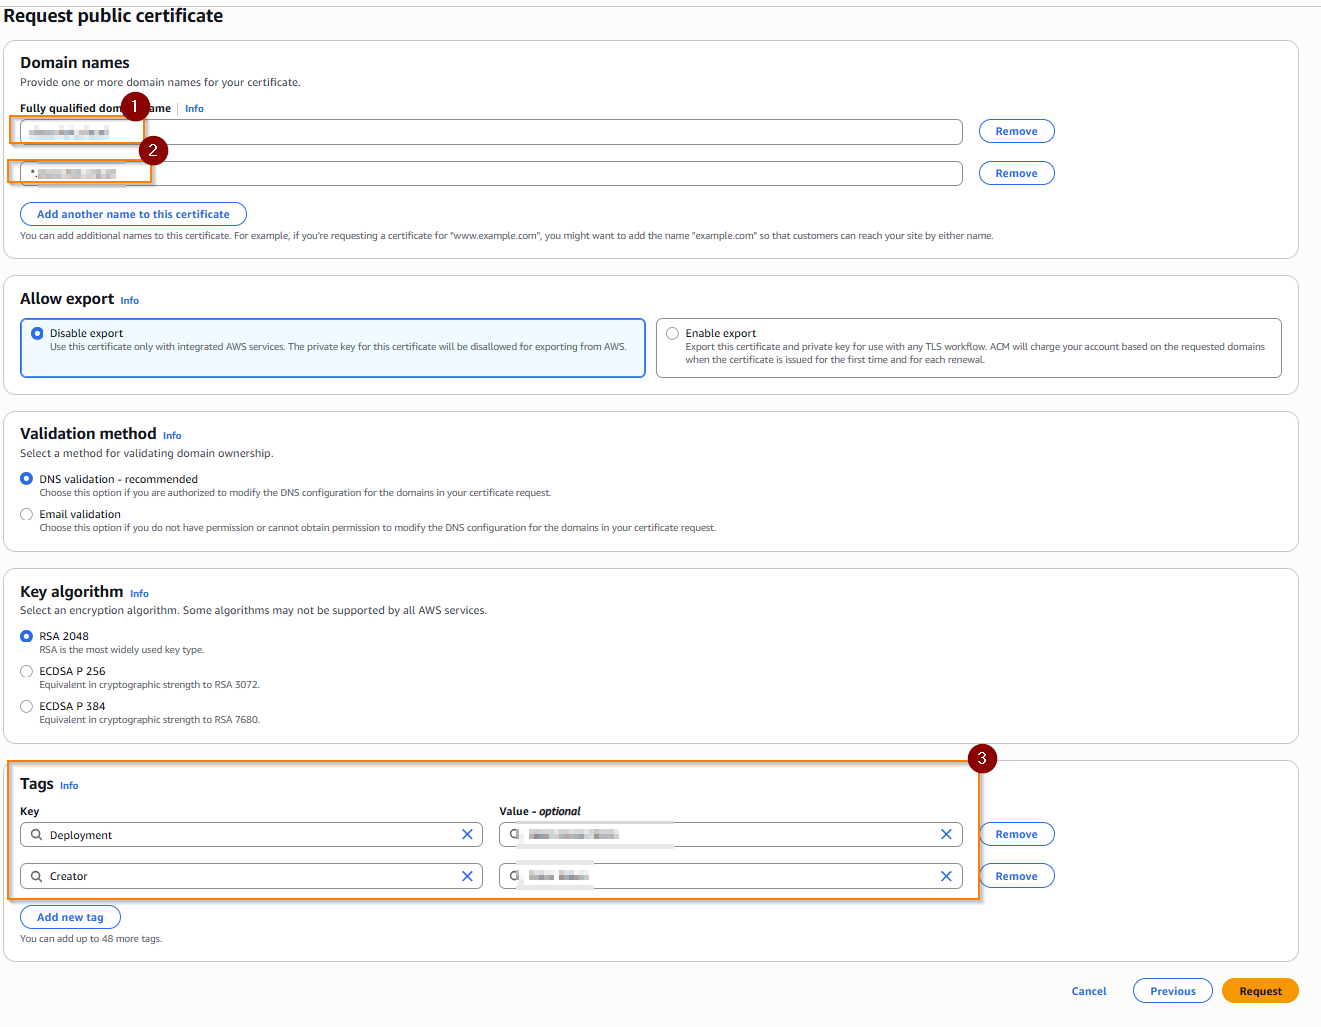 Request public certificate
Domain names
Provide one or more domain names for your certificate.
Fully qualified ame
Info
1
Remove
2
*.
Remove
Add another name to this certificate
You can add additional names to this certificate. For example, if you're requesting a certificate for "www.example.com", you might want to add the name "example.com" so that customers can reach your site by either name.
Allow export Info
Disable export
Use this certificate only with integrated AWS services. The private key for this certificate will be disallowed for exporting from AWS.
Enable export
Export this certificate and private key for use with any TLS workflow. ACM will charge your account based on the requested domains
when the certificate is issued for the first time and for each renewal.
Validation method Info
Select a method for validating domain ownership.
DNS validation - recommended
Choose this option if you are authorized to modify the DNS configuration for the domains in your certificate request.
Email validation
Choose this option if you do not have permission or cannot obtain permission to modify the DNS configuration for the domains in your certificate request.
Key algorithm Info
Select an encryption algorithm. Some algorithms may not be supported by all AWS services.
RSA 2048
RSA is the most widely used key type.
ECDSA P 256
Equivalent in cryptographic strength to RSA 3072.
ECDSA P 384
Equivalent in cryptographic strength to RSA 7680.
3
Tags Info
Key
Value - optional
Deployment
Remove
Creator
Remove
Add new tag
You can add up to 48 more tags.
Cancel
Previous
Request